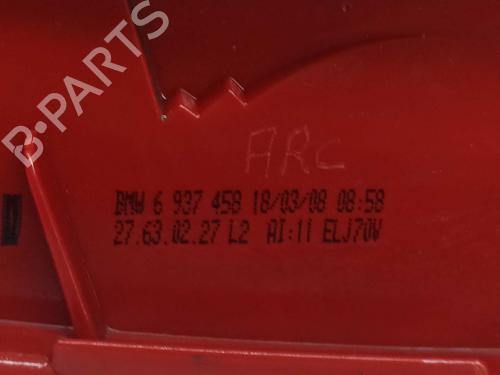 B-PARTS
ARC
BMW 6 937 458 18/03/08 08:58
27.63.02.27 L2 AI:11 ELJ70W